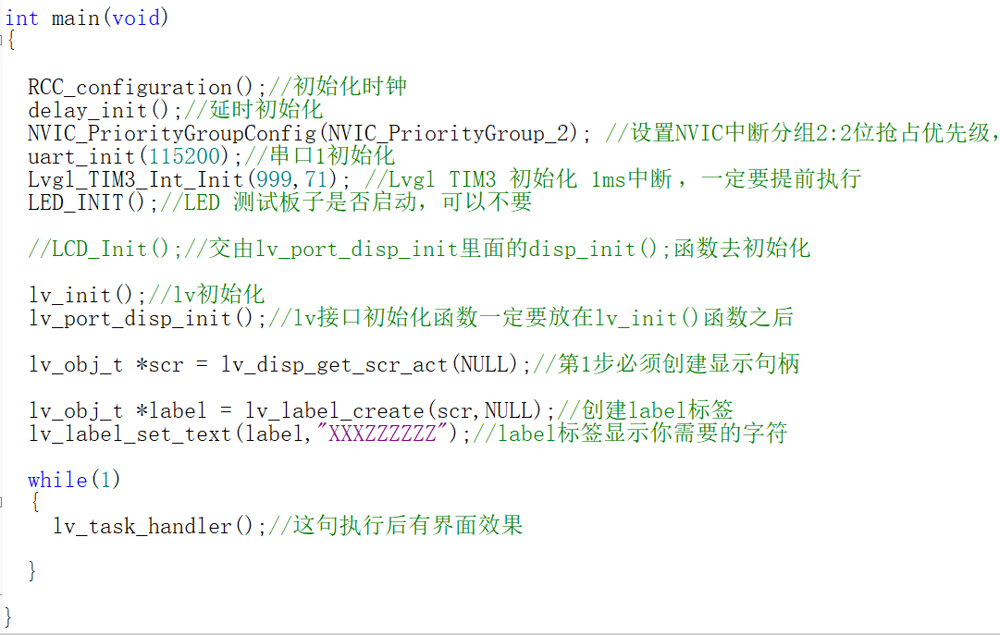 int main(void)
{
RCC_configuration();//初始化时钟
delay_init();//延时初始化
NVIC_PriorityGroupConfig(NVIC_PriorityGroup_2); //设置NVIC中断分组2:2位抢占优先级，
uart_init(115200);//串口1初始化
Lvgl_TIM3_Int_Init(999,71); //Lvgl TIM3 初始化 1ms中断 ，一定要提前执行
LED_INIT();//LED 测试板子是否启动，可以不要
//LCD_Init();//交由lv_port_disp_init里面的disp_init();函数去初始化
lv_init();//lv初始化
lv_port_disp_init();//lv接口初始化函数一定要放在lv_init()函数之后
lv_obj_t *scr = lv_disp_get_scr_act(NULL);//第1步必须创建显示句柄
lv_obj_t *label = lv_label_create(scr,NULL);//创建label标签
lv_label_set_text(label,"XXXZZZZZZ");//label标签显示你需要的字符
while(1)
{
lv_task_handler();//这句执行后有界面效果
}
}